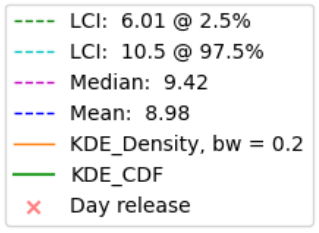 LCI:  6.01 @ 2.5%
LCI:  10.5 @ 97.5%
Median:  9.42
Mean:  8.98
KDE_Density, bw = 0.2
KDE_CDF
Day release